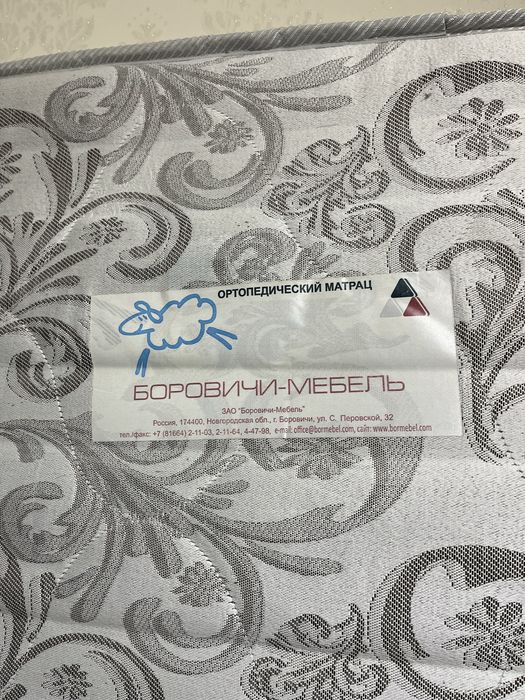 ОРТОПЕДИЧЕСКИЙ МАТРАЦ
БОРОВИЧИ-МЕБЕЛЬ
ЗАО "Боровичи-Мебель"
Россия, 174400, Новгородская обл., г. Боровичи, ул. С. Перовской, 32
тел./факс: +7 (81664) 2-11-03, 2-11-64, 4-47-98, e-mail: office@bormebel.com, сайт: www.bormebel.com